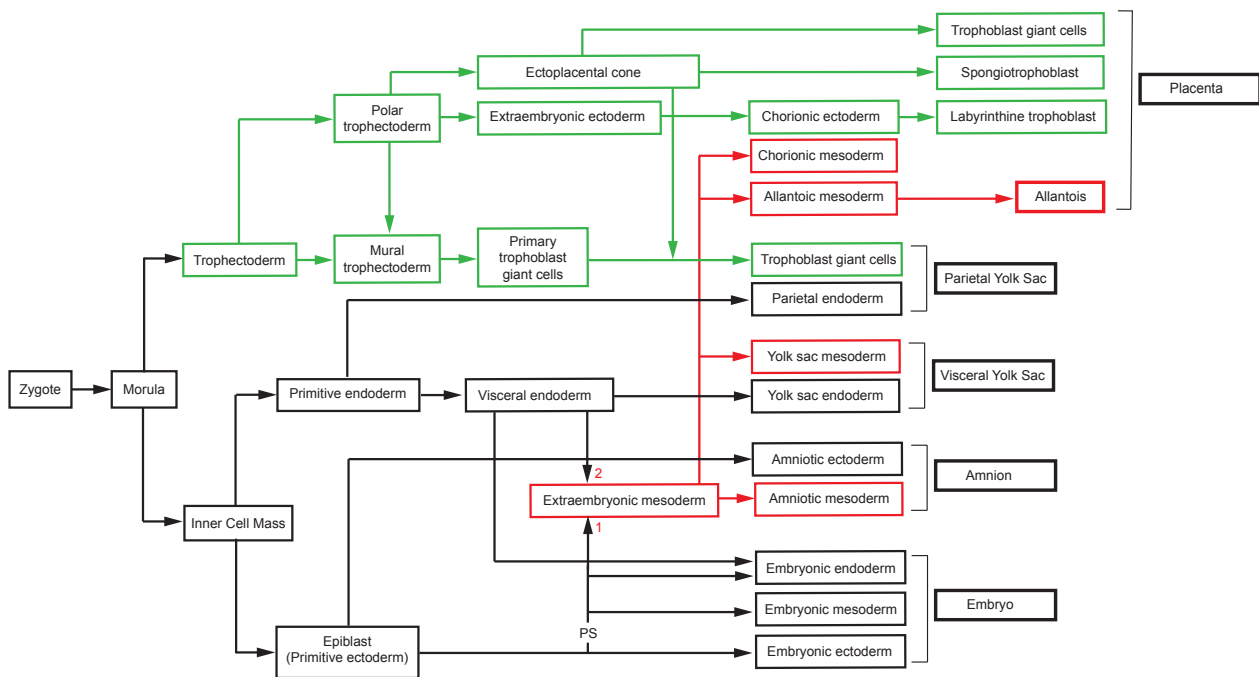 Trophoblast giant cells
Ectoplacental cone
Spongiotrophoblast
Placenta
Polar
trophectoderm
Extraembryonic ectoderm
Chorionic ectoderm
Labyrinthine trophoblast
Chorionic mesoderm
Allantoic mesoderm
Allantois
Trophectoderm
Mural
trophectoderm
Primary
trophoblast
giant cells
Trophoblast giant cells
Parietal Yolk Sac
Parietal endoderm
Yolk sac mesoderm
Visceral Yolk Sac
Zygote
Morula
Primitive endoderm
Visceral endoderm
Yolk sac endoderm
Amniotic ectoderm
Amnion
2
Extraembryonic mesoderm
Amniotic mesoderm
1
Inner Cell Mass
Embryonic endoderm
Embryonic mesoderm
Embryo
PS
Epiblast
(Primitive ectoderm)
Embryonic ectoderm